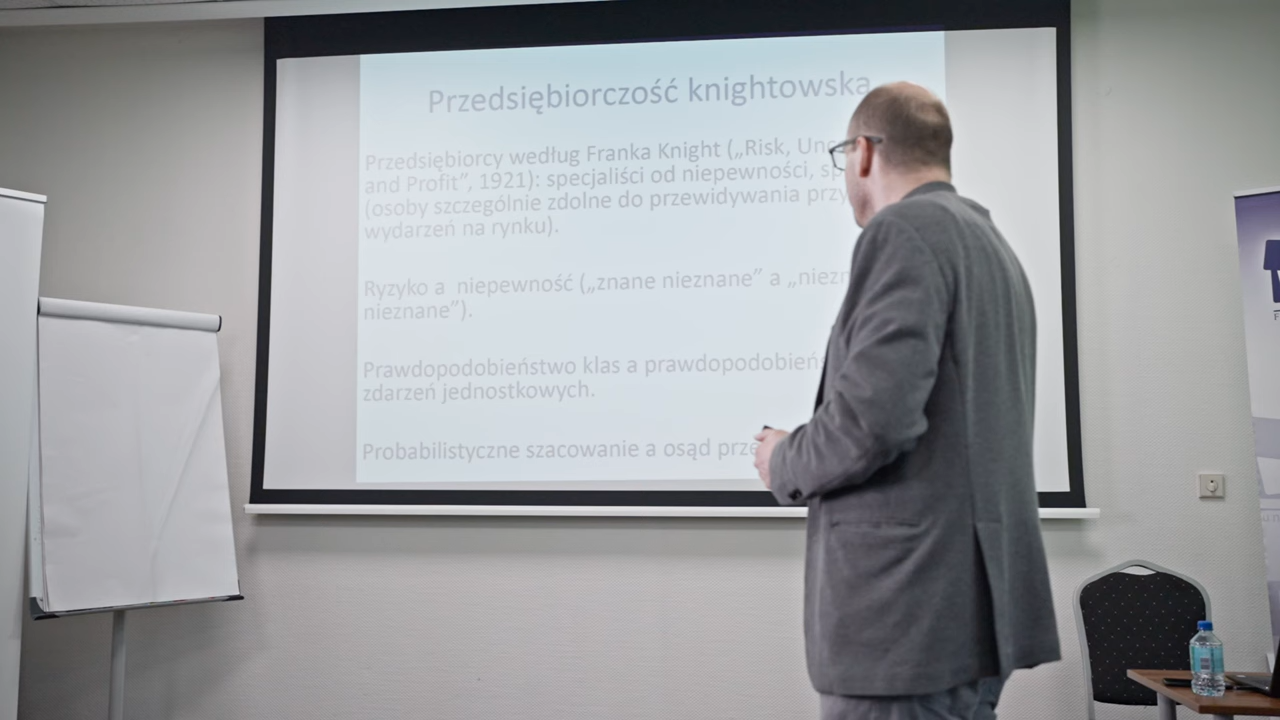 Przedsiębiorczość knightowska
Przedsiębiorcy według Franka Knight („Risk, Unc
and Profit”, 1921): specjaliści od niepewności, sp
(osoby szczególnie zdolne do przewidywania przy
wydarzeń na rynku).
Ryzyko a niepewność („znane nieznane” a „niezn
nieznane”).
Prawdopodobieństwo klas a prawdopodobieńs
zdarzeń jednostkowych.
Probabilistyczne szacowanie a osąd prze